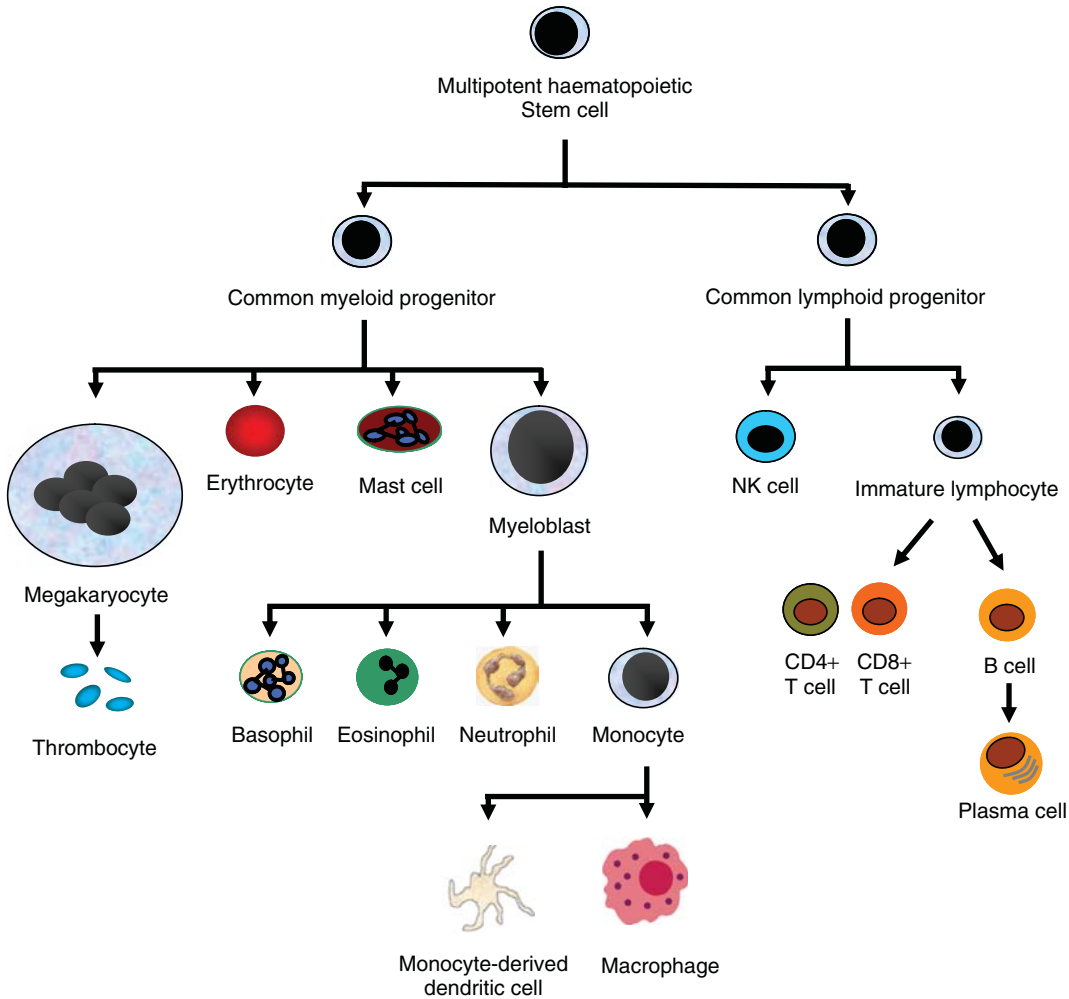 Multipotent haematopoietic
Stem cell
Common myeloid progenitor
Common lymphoid progenitor
Erythrocyte
Mast cell
NK cell
Immature lymphocyte
Myeloblast
Megakaryocyte
CD4+
T cell
CD8+
T cell
B cell
Thrombocyte
Basophil
Eosinophil
Neutrophil
Monocyte
Plasma cell
Monocyte-derived
dendritic cell
Macrophage